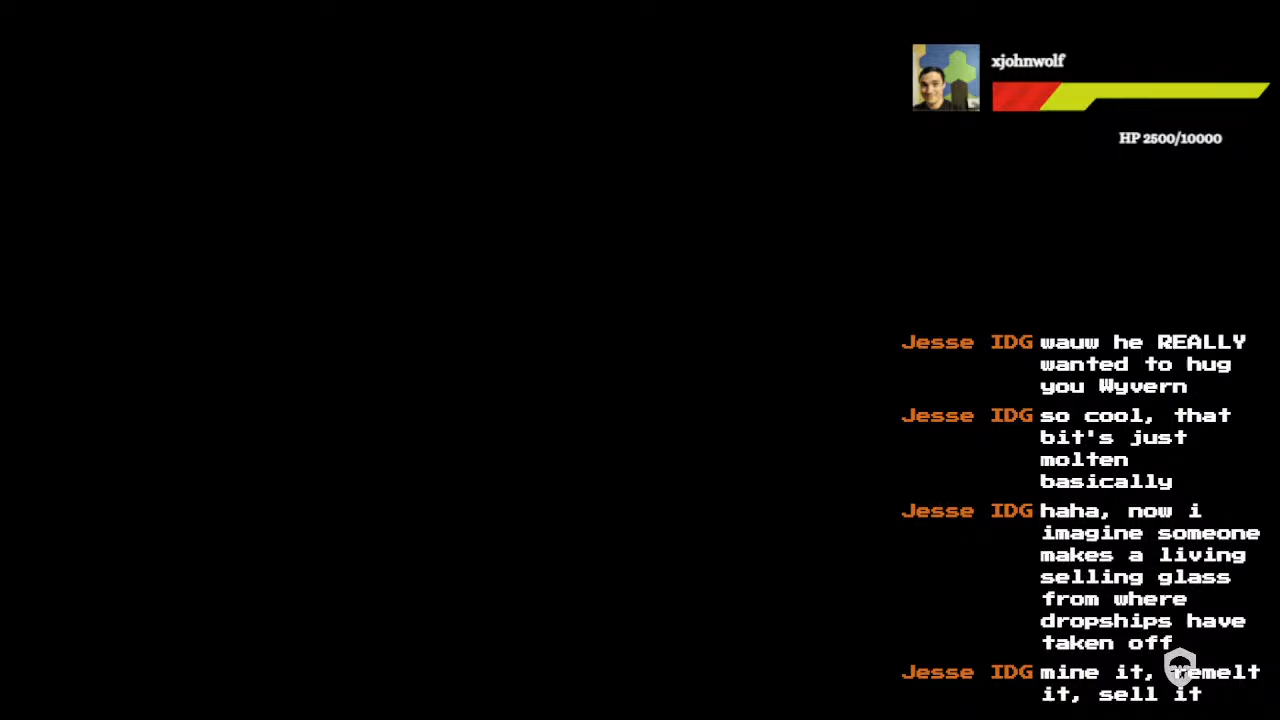 xjohnwolf
HP 2500/10000
Jesse IDG wauw he REALLY
wanted to hug
you Wyvern
Jesse IDG so cool, that
bit's just
molten
basically
Jesse IDG haha, now i
imagine someone
makes a living
selling glass
from where
dropships have
taken off
Jesse IDG mine it, remelt
it, sell it